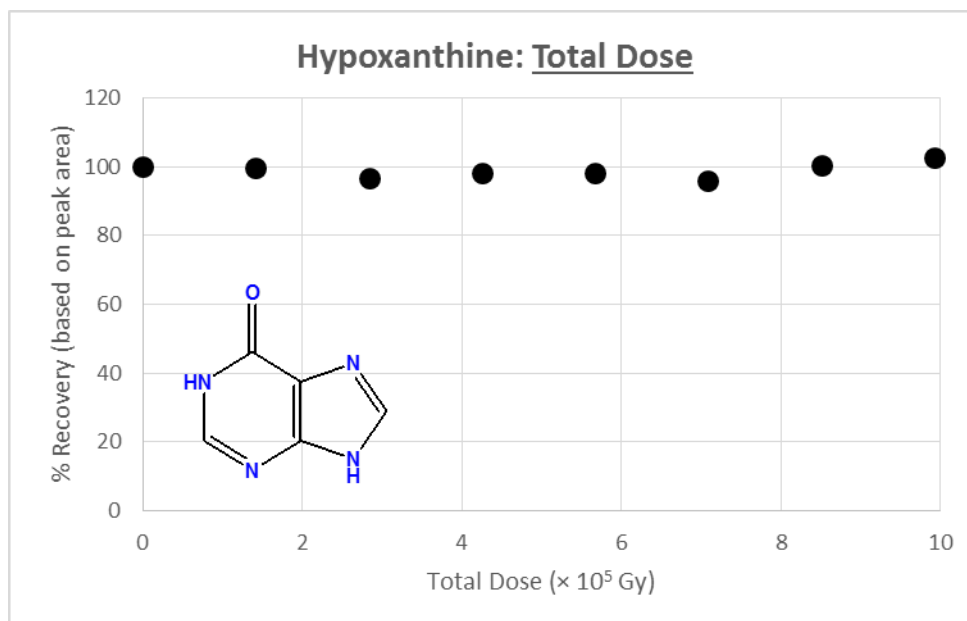 Hypoxanthine: Total Dose
% Recovery (based on peak area)
120
100
80
60
40
20
0
O
HN
N
N
N
H
0 2 4 6 8 10
Total Dose (× 10⁵ Gy)